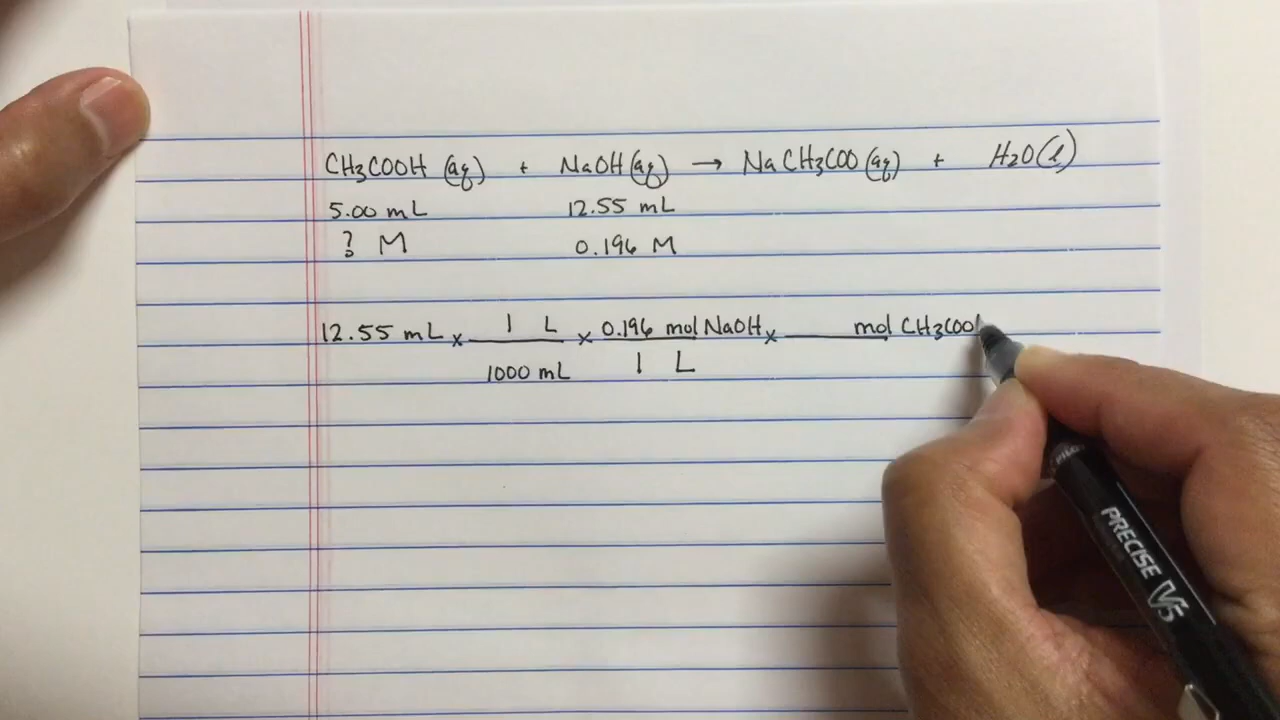 CH3COOH (aq) + NaOH(aq) → NaCH3COO(aq) + H2O(l)
5.00 mL 12.55 mL
? M 0.196 M
12.55 mL x 1 L x 0.196 mol NaOH x mol CH3COO
1000 mL 1 L
PILOT
PRECISE V5